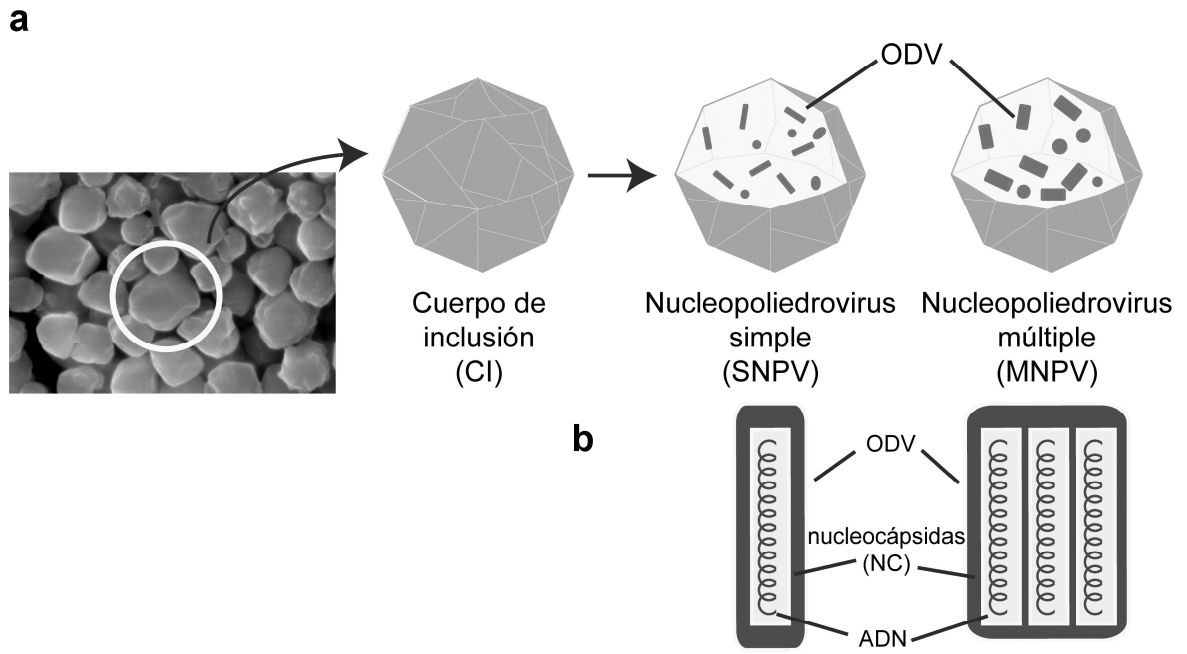 a
ODV
Cuerpo de
inclusión
(CI)
Nucleopoliedrovirus
simple
(SNPV)
Nucleopoliedrovirus
múltiple
(MNPV)
b
ODV
nucleocápsidas
(NC)
ADN